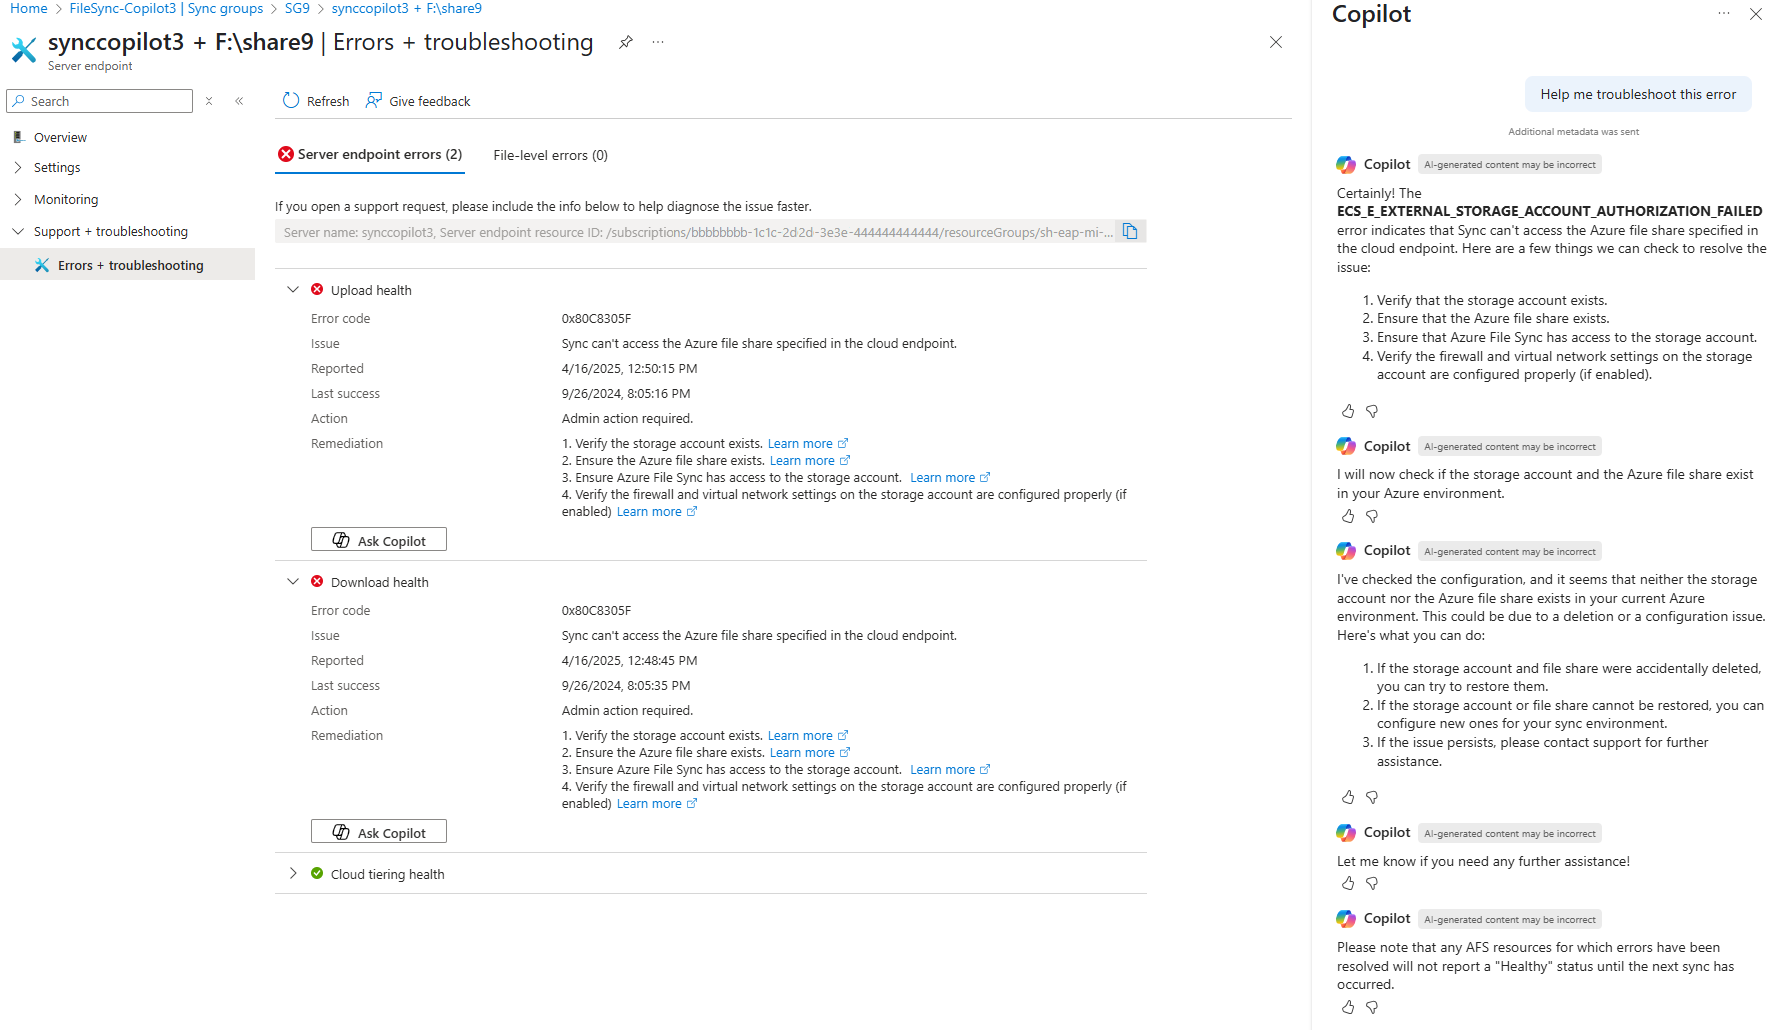 Home > FileSync-Copilot3 | Sync groups > SG9 > synccopilot3 + F:\share9
synccopilot3 + F:\share9 | Errors + troubleshooting
Server endpoint
Search
Overview
Settings
Monitoring
Support + troubleshooting
Errors + troubleshooting
Refresh
Give feedback
Server endpoint errors (2)
File-level errors (0)
If you open a support request, please include the info below to help diagnose the issue faster.
Server name: synccopilot3, Server endpoint resource ID: /subscriptions/bbbbbbbb-1c1c-2d2d-3e3e-444444444444/resourceGroups/sh-eap-mi-...
Upload health
Error code 0x80C8305F
Issue Sync can't access the Azure file share specified in the cloud endpoint.
Reported 4/16/2025, 12:50:15 PM
Last success 9/26/2024, 8:05:16 PM
Action Admin action required.
Remediation 1. Verify the storage account exists. Learn more
2. Ensure the Azure file share exists. Learn more
3. Ensure Azure File Sync has access to the storage account. Learn more
4. Verify the firewall and virtual network settings on the storage account are configured properly (if
enabled) Learn more
Ask Copilot
Download health
Error code 0x80C8305F
Issue Sync can't access the Azure file share specified in the cloud endpoint.
Reported 4/16/2025, 12:48:45 PM
Last success 9/26/2024, 8:05:35 PM
Action Admin action required.
Remediation 1. Verify the storage account exists. Learn more
2. Ensure the Azure file share exists. Learn more
3. Ensure Azure File Sync has access to the storage account. Learn more
4. Verify the firewall and virtual network settings on the storage account are configured properly (if
enabled) Learn more
Ask Copilot
Cloud tiering health
Copilot
Help me troubleshoot this error
Additional metadata was sent
Copilot AI-generated content may be incorrect
Certainly! The
ECS_E_EXTERNAL_STORAGE_ACCOUNT_AUTHORIZATION_FAILED
error indicates that Sync can't access the Azure file share specified in
the cloud endpoint. Here are a few things we can check to resolve the
issue:
1. Verify that the storage account exists.
2. Ensure that the Azure file share exists.
3. Ensure that Azure File Sync has access to the storage account.
4. Verify the firewall and virtual network settings on the storage
account are configured properly (if enabled).
Copilot AI-generated content may be incorrect
I will now check if the storage account and the Azure file share exist
in your Azure environment.
Copilot AI-generated content may be incorrect
I've checked the configuration, and it seems that neither the storage
account nor the Azure file share exists in your current Azure
environment. This could be due to a deletion or a configuration issue.
Here's what you can do:
1. If the storage account and file share were accidentally deleted,
you can try to restore them.
2. If the storage account or file share cannot be restored, you can
configure new ones for your sync environment.
3. If the issue persists, please contact support for further
assistance.
Copilot AI-generated content may be incorrect
Let me know if you need any further assistance!
Copilot AI-generated content may be incorrect
Please note that any AFS resources for which errors have been
resolved will not report a "Healthy" status until the next sync has
occurred.